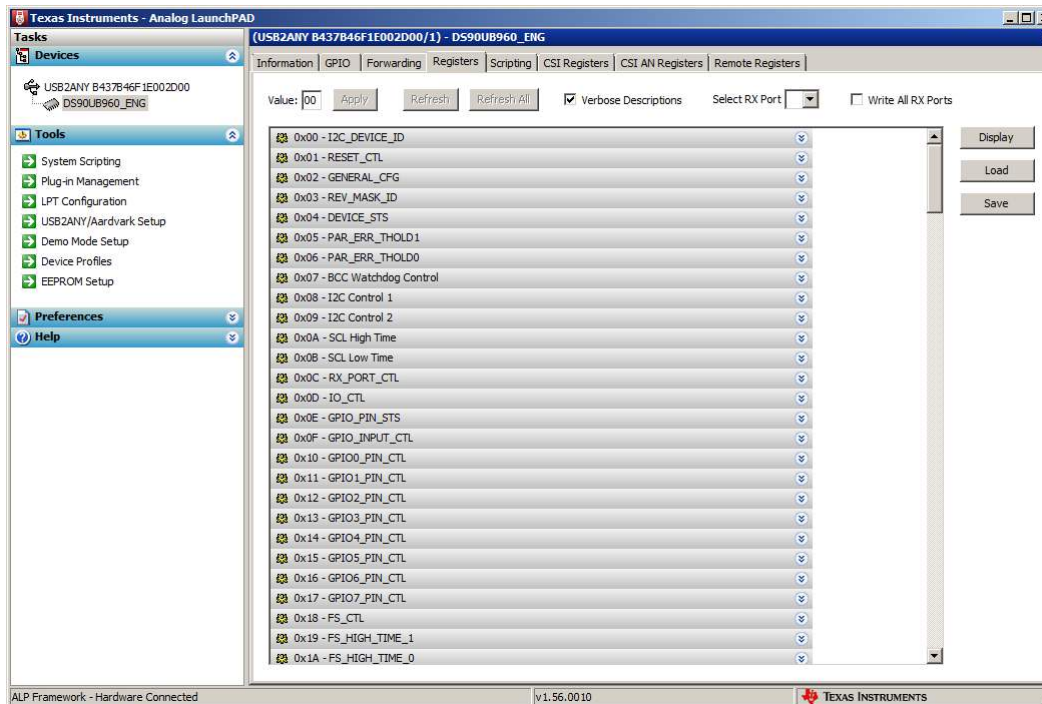 Texas Instruments - Analog LaunchPAD
Tasks
Devices
USB2ANY B437B46F1E002D00
DS90UB960_ENG
Tools
System Scripting
Plug-in Management
LPT Configuration
USB2ANY/Aardvark Setup
Demo Mode Setup
Device Profiles
EEPROM Setup
Preferences
Help
(USB2ANY B437B46F1E002D00/1) - DS90UB960_ENG
Information GPIO Forwarding Registers Scripting CSI Registers CSI AN Registers Remote Registers
Value: 00 Apply Refresh Refresh All Verbose Descriptions Select RX Port Write All RX Ports
0x00 - I2C_DEVICE_ID
0x01 - RESET_CTL
0x02 - GENERAL_CFG
0x03 - REV_MASK_ID
0x04 - DEVICE_STS
0x05 - PAR_ERR_THOLD1
0x06 - PAR_ERR_THOLD0
0x07 - BCC Watchdog Control
0x08 - I2C Control 1
0x09 - I2C Control 2
0x0A - SCL High Time
0x0B - SCL Low Time
0x0C - RX_PORT_CTL
0x0D - IO_CTL
0x0E - GPIO_PIN_STS
0x0F - GPIO_INPUT_CTL
0x10 - GPIO0_PIN_CTL
0x11 - GPIO1_PIN_CTL
0x12 - GPIO2_PIN_CTL
0x13 - GPIO3_PIN_CTL
0x14 - GPIO4_PIN_CTL
0x15 - GPIO5_PIN_CTL
0x16 - GPIO6_PIN_CTL
0x17 - GPIO7_PIN_CTL
0x18 - FS_CTL
0x19 - FS_HIGH_TIME_1
0x1A - FS_HIGH_TIME_0
Display
Load
Save
ALP Framework - Hardware Connected
v1.56.0010
TEXAS INSTRUMENTS